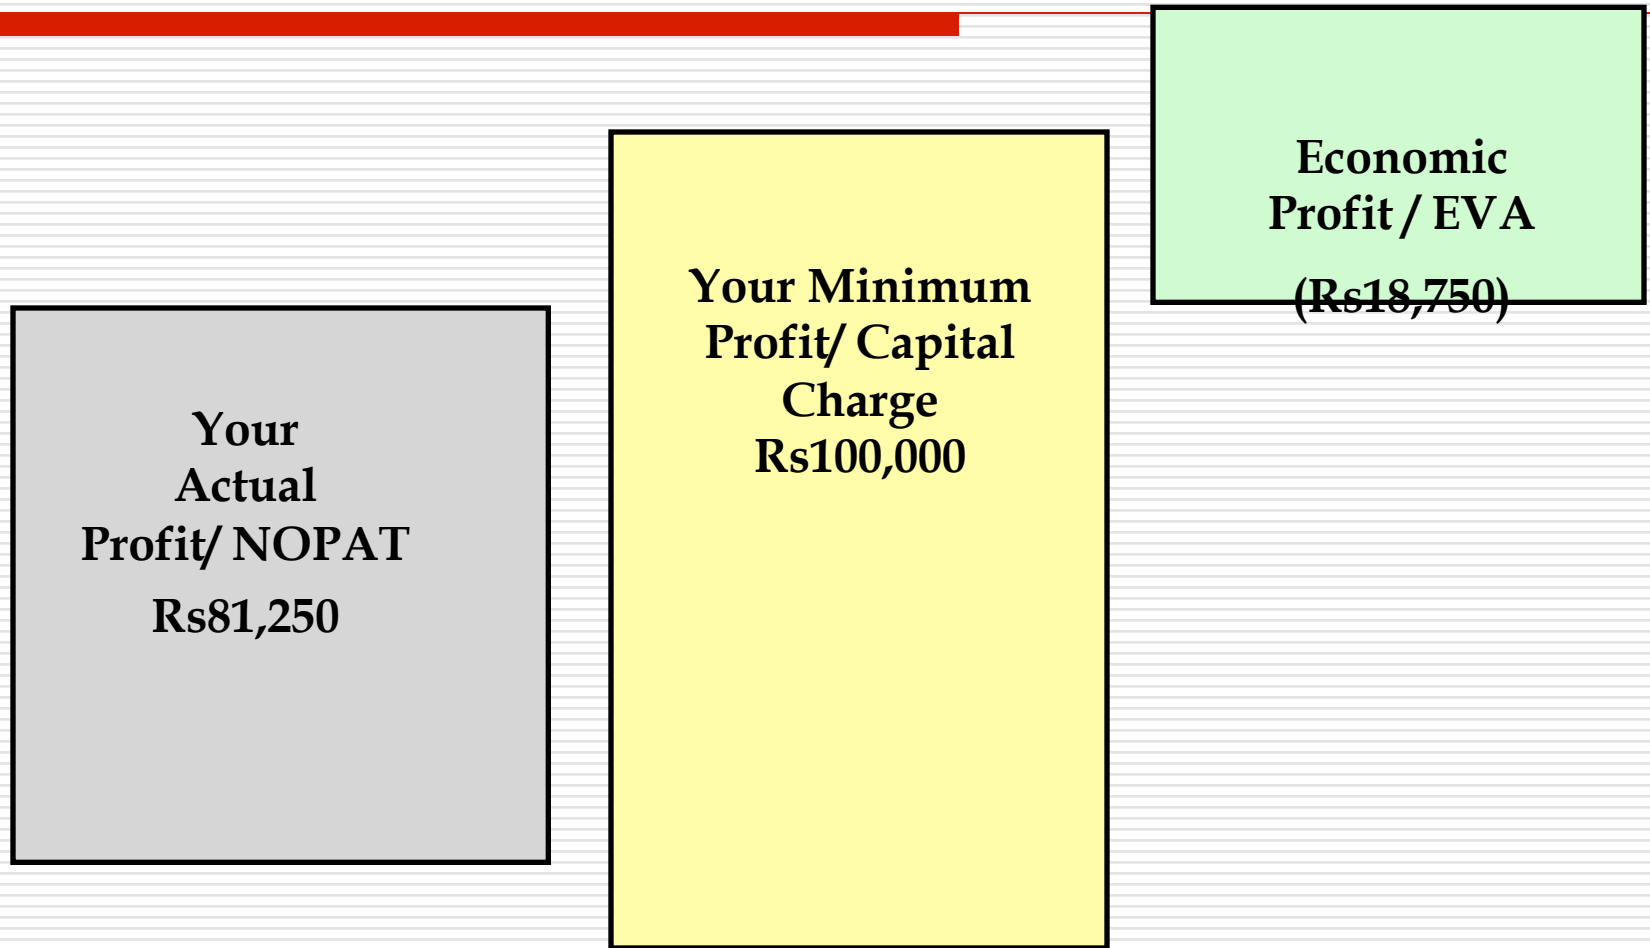 Your
Actual
Profit/ NOPAT
Rs81,250
Your Minimum
Profit/ Capital
Charge
Rs100,000
Economic
Profit / EVA
(Rs18,750)